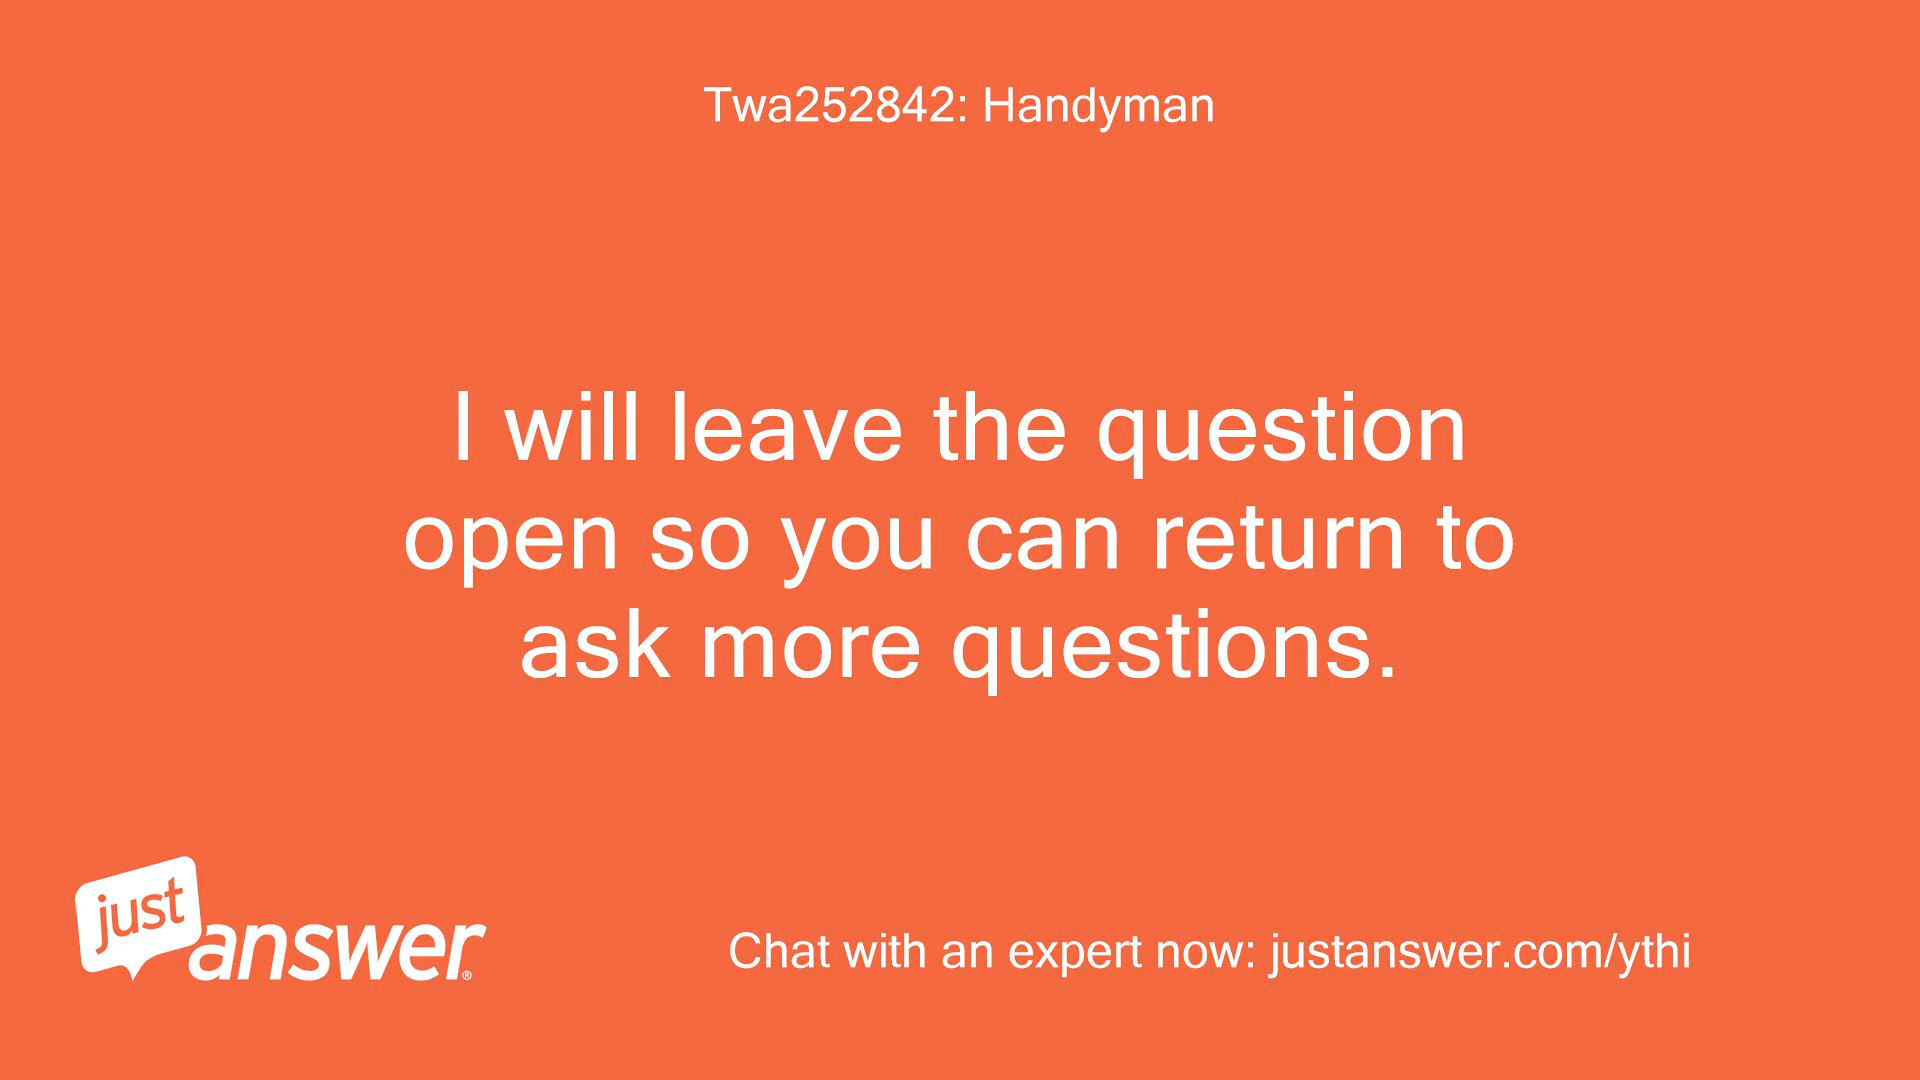 Twa252842: Handyman
I will leave the question
open so you can return to
ask more questions.
just
answer®
Chat with an expert now: justanswer.com/ythi